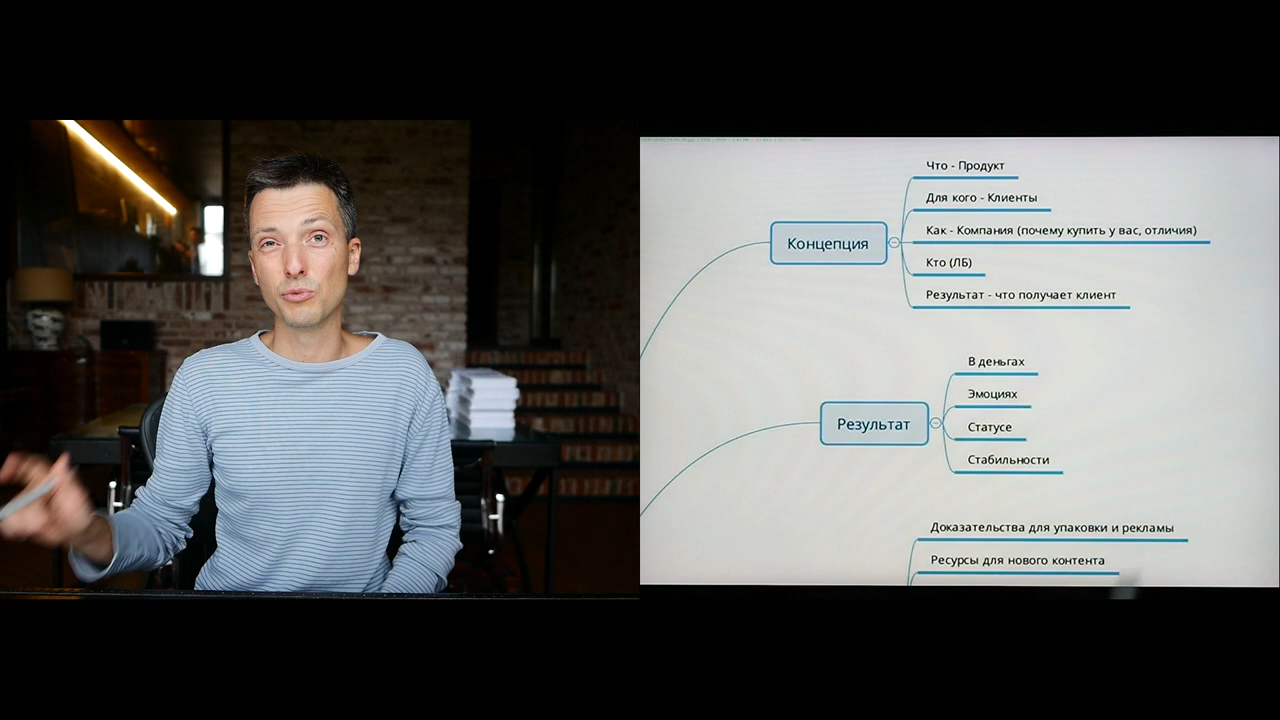 Что - Продукт
Для кого - Клиенты
Концепция
Как - Компания (почему купить у вас, отличия)
Кто (ЛБ)
Результат - что получает клиент
В деньгах
Эмоциях
Результат
Статусе
Стабильности
Доказательства для упаковки и рекламы
Ресурсы для нового контента